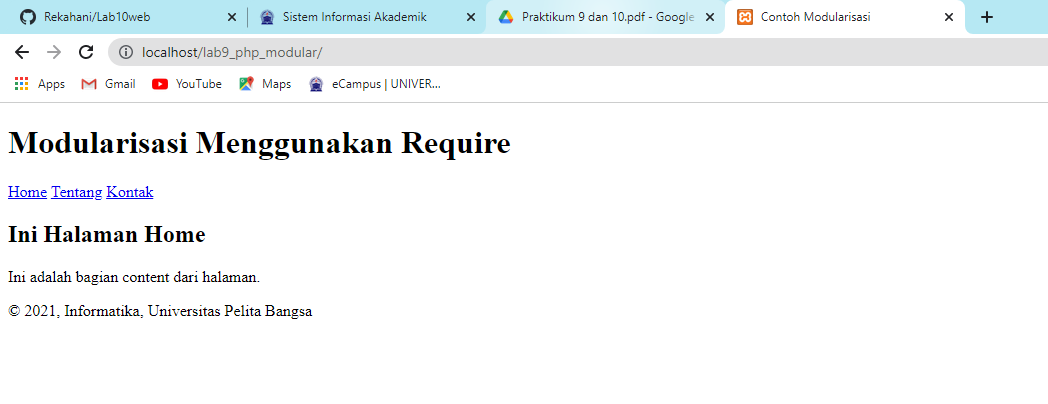 Rekahani/Lab10web
Sistem Informasi Akademik
Praktikum 9 dan 10.pdf - Google
Contoh Modularisasi
localhost/lab9_php_modular/
Apps Gmail YouTube Maps eCampus | UNIVER...
Modularisasi Menggunakan Require
Home Tentang Kontak
Ini Halaman Home
Ini adalah bagian content dari halaman.
© 2021, Informatika, Universitas Pelita Bangsa